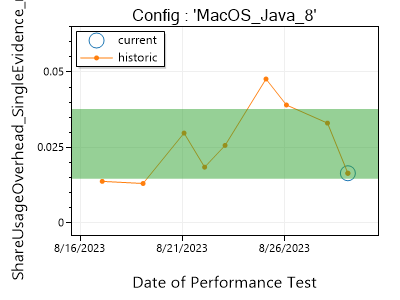 Config : 'MacOS_Java_8'
current
historic
ShareUsageOverhead_SingleEvidence_
0.05
0.025
0
8/16/2023
8/21/2023
8/26/2023
Date of Performance Test